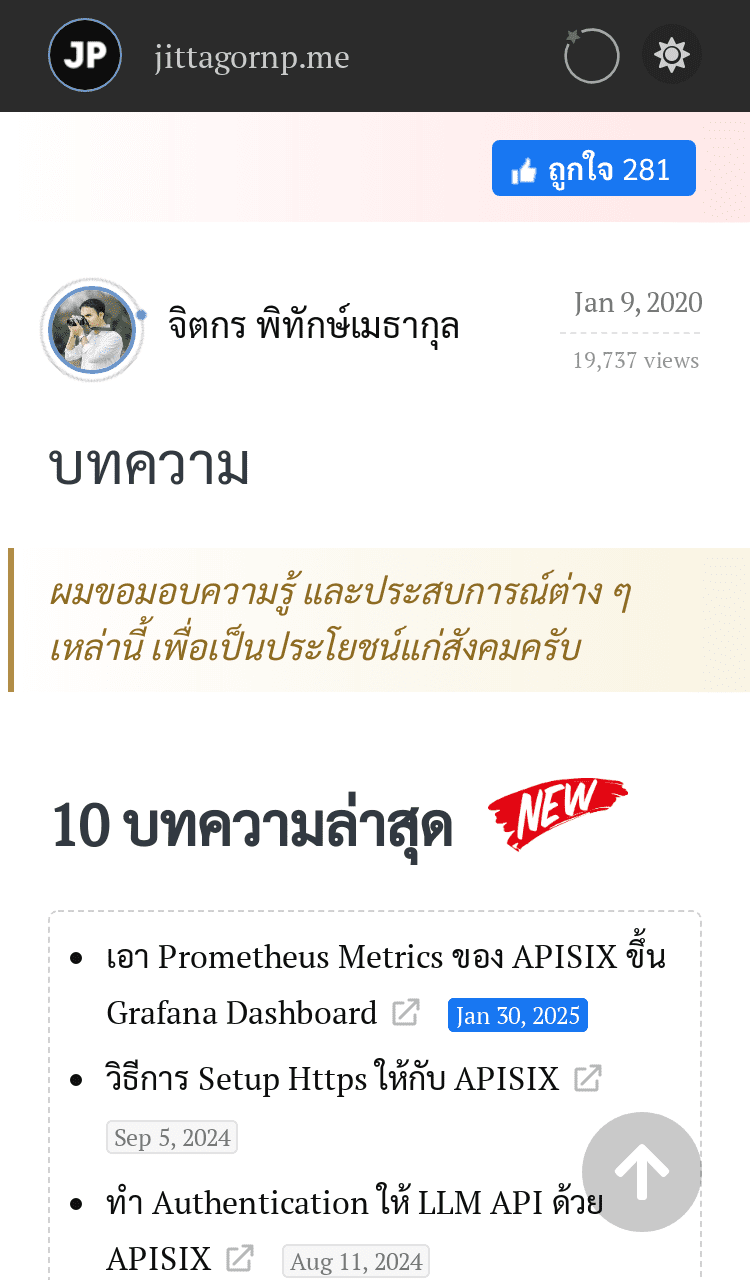 JP jittagornp.me
ถูกใจ 281
จิตกร พิทักษ์เมธากุล
Jan 9, 2020
19,737 views
บทความ
ผมขอมอบความรู้ และประสบการณ์ต่าง ๆ
เหล่านี้ เพื่อเป็นประโยชน์แก่สังคมครับ
10 บทความล่าสุด NEW
เอา Prometheus Metrics ของ APISIX ขึ้น
Grafana Dashboard Jan 30, 2025
วิธีการ Setup Https ให้กับ APISIX
Sep 5, 2024
ทำ Authentication ให้ LLM API ด้วย
APISIX Aug 11, 2024